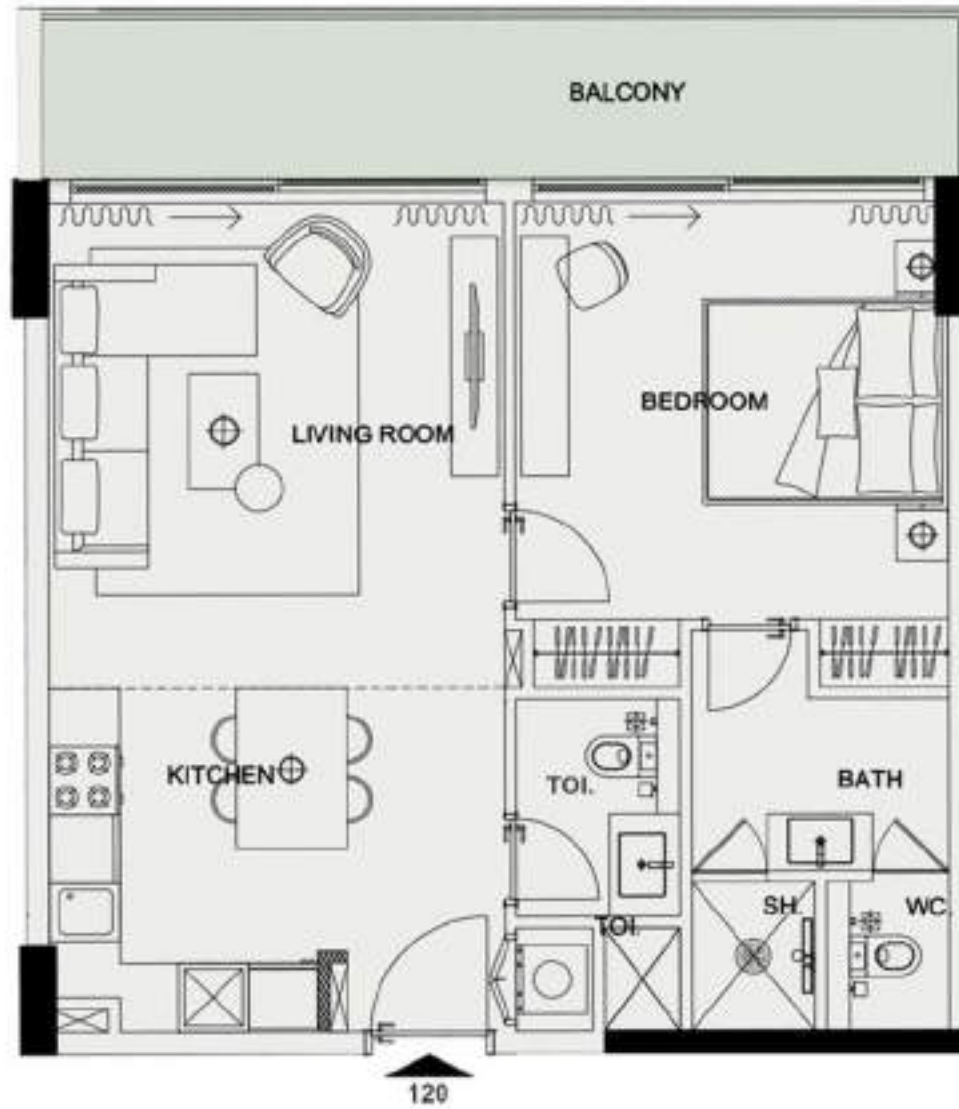 BALCONY
BEDROOM
LIVING ROOM
KITCHEN
TOI.
BATH
SH.
WC
TOI.
120